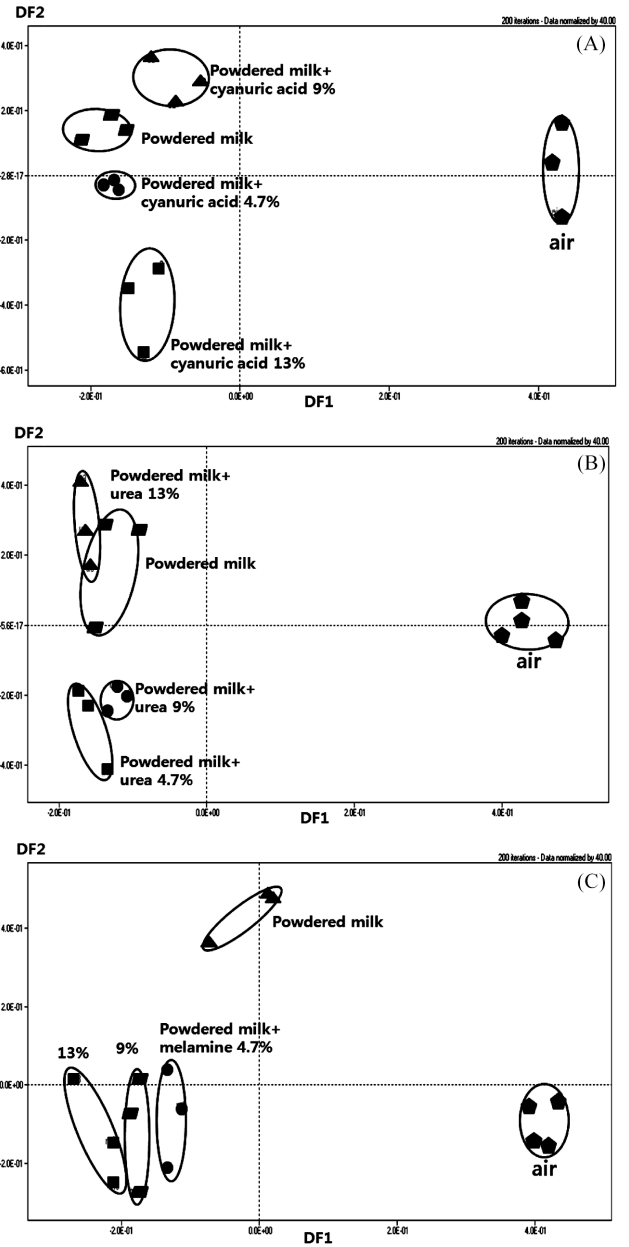 DF2
200 iterations - Data normalized by 40.00
(A)
4.0E-01
Powdered milk+
cyanuric acid 9%
2.0E-01
Powdered milk
-2.8E-17
Powdered milk+
cyanuric acid 4.7%
air
-2.0E-01
-4.0E-01
Powdered milk+
cyanuric acid 13%
-6.0E-01
-2.0E-01 0.0E+00 2.0E-01 4.0E-01
DF1
DF2
200 iterations - Data normalized by 40.00
(B)
4.0E-01
Powdered milk+
urea 13%
2.0E-01
Powdered milk
5.6E-17
air
-2.0E-01
Powdered milk+
urea 9%
-4.0E-01
Powdered milk+
urea 4.7%
-2.0E-01 0.0E+00 2.0E-01 4.0E-01
DF1
DF2
200 iterations - Data normalized by 40.00
(C)
Powdered milk
4.0E-01
2.0E-01
13% 9%
Powdered milk+
melamine 4.7%
0.0E+00
-2.0E-01
air
-2.0E-01 0.0E+00 2.0E-01 4.0E-01
DF1